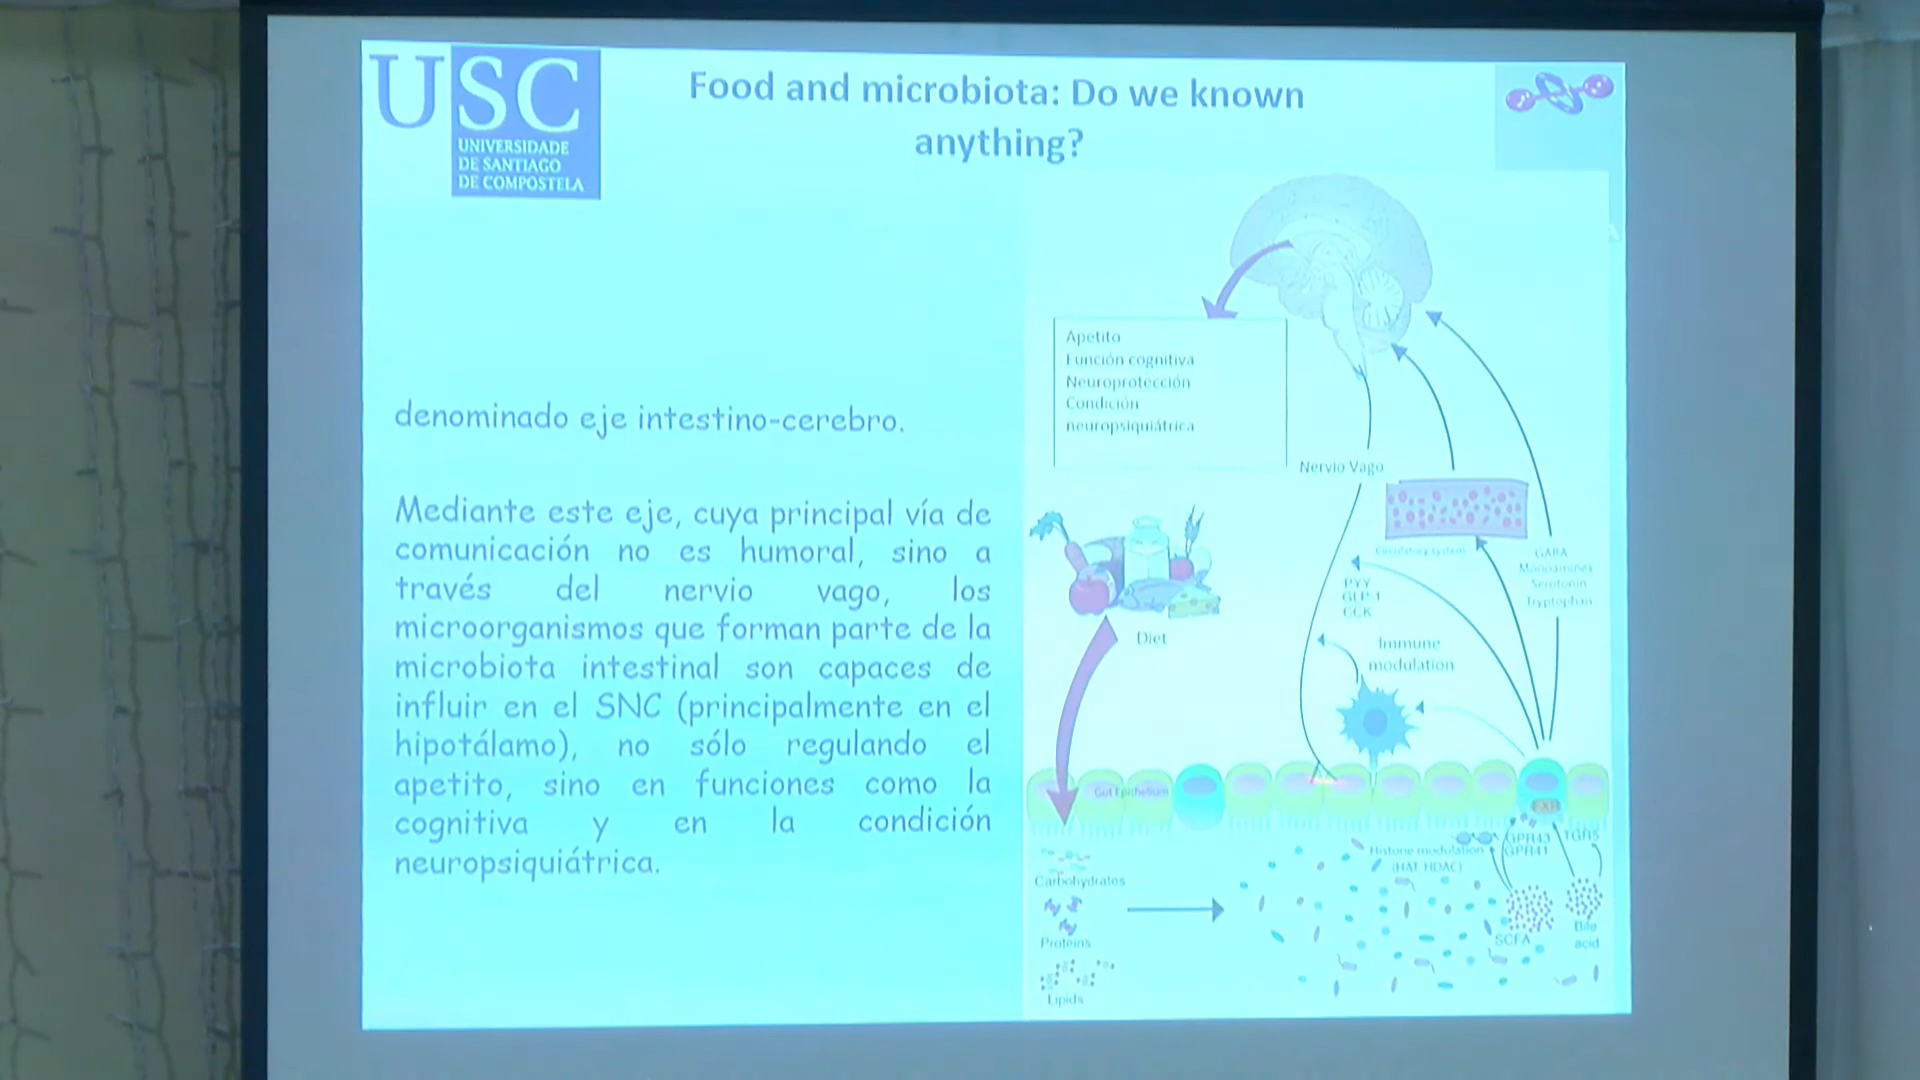 USC
UNIVERSIDADE
DE SANTIAGO
DE COMPOSTELA
Food and microbiota: Do we known
anything?
denominado eje intestino-cerebro.
Mediante este eje, cuya principal vía de
comunicación no es humoral, sino a
través del nervio vago, los
microorganismos que forman parte de la
microbiota intestinal son capaces de
influir en el SNC (principalmente en el
hipotálamo), no sólo regulando el
apetito, sino en funciones como la
cognitiva y en la condición
neuropsiquiátrica.
Apetito
Función cognitiva
Neuroprotección
Condición
neuropsiquiátrica
Nervio Vago
Circulatory system
GABA
Monoamines
Serotonin
Tryptophan
PYY
GLP-1
CCK
Diet
Immune
modulation
Gut Epithelium
FXR
GPR43
GPR41
TGR5
Histone modulation
(HAT HDAC)
Carbohydrates
Proteins
Lipids
SCFA
Bile
acid